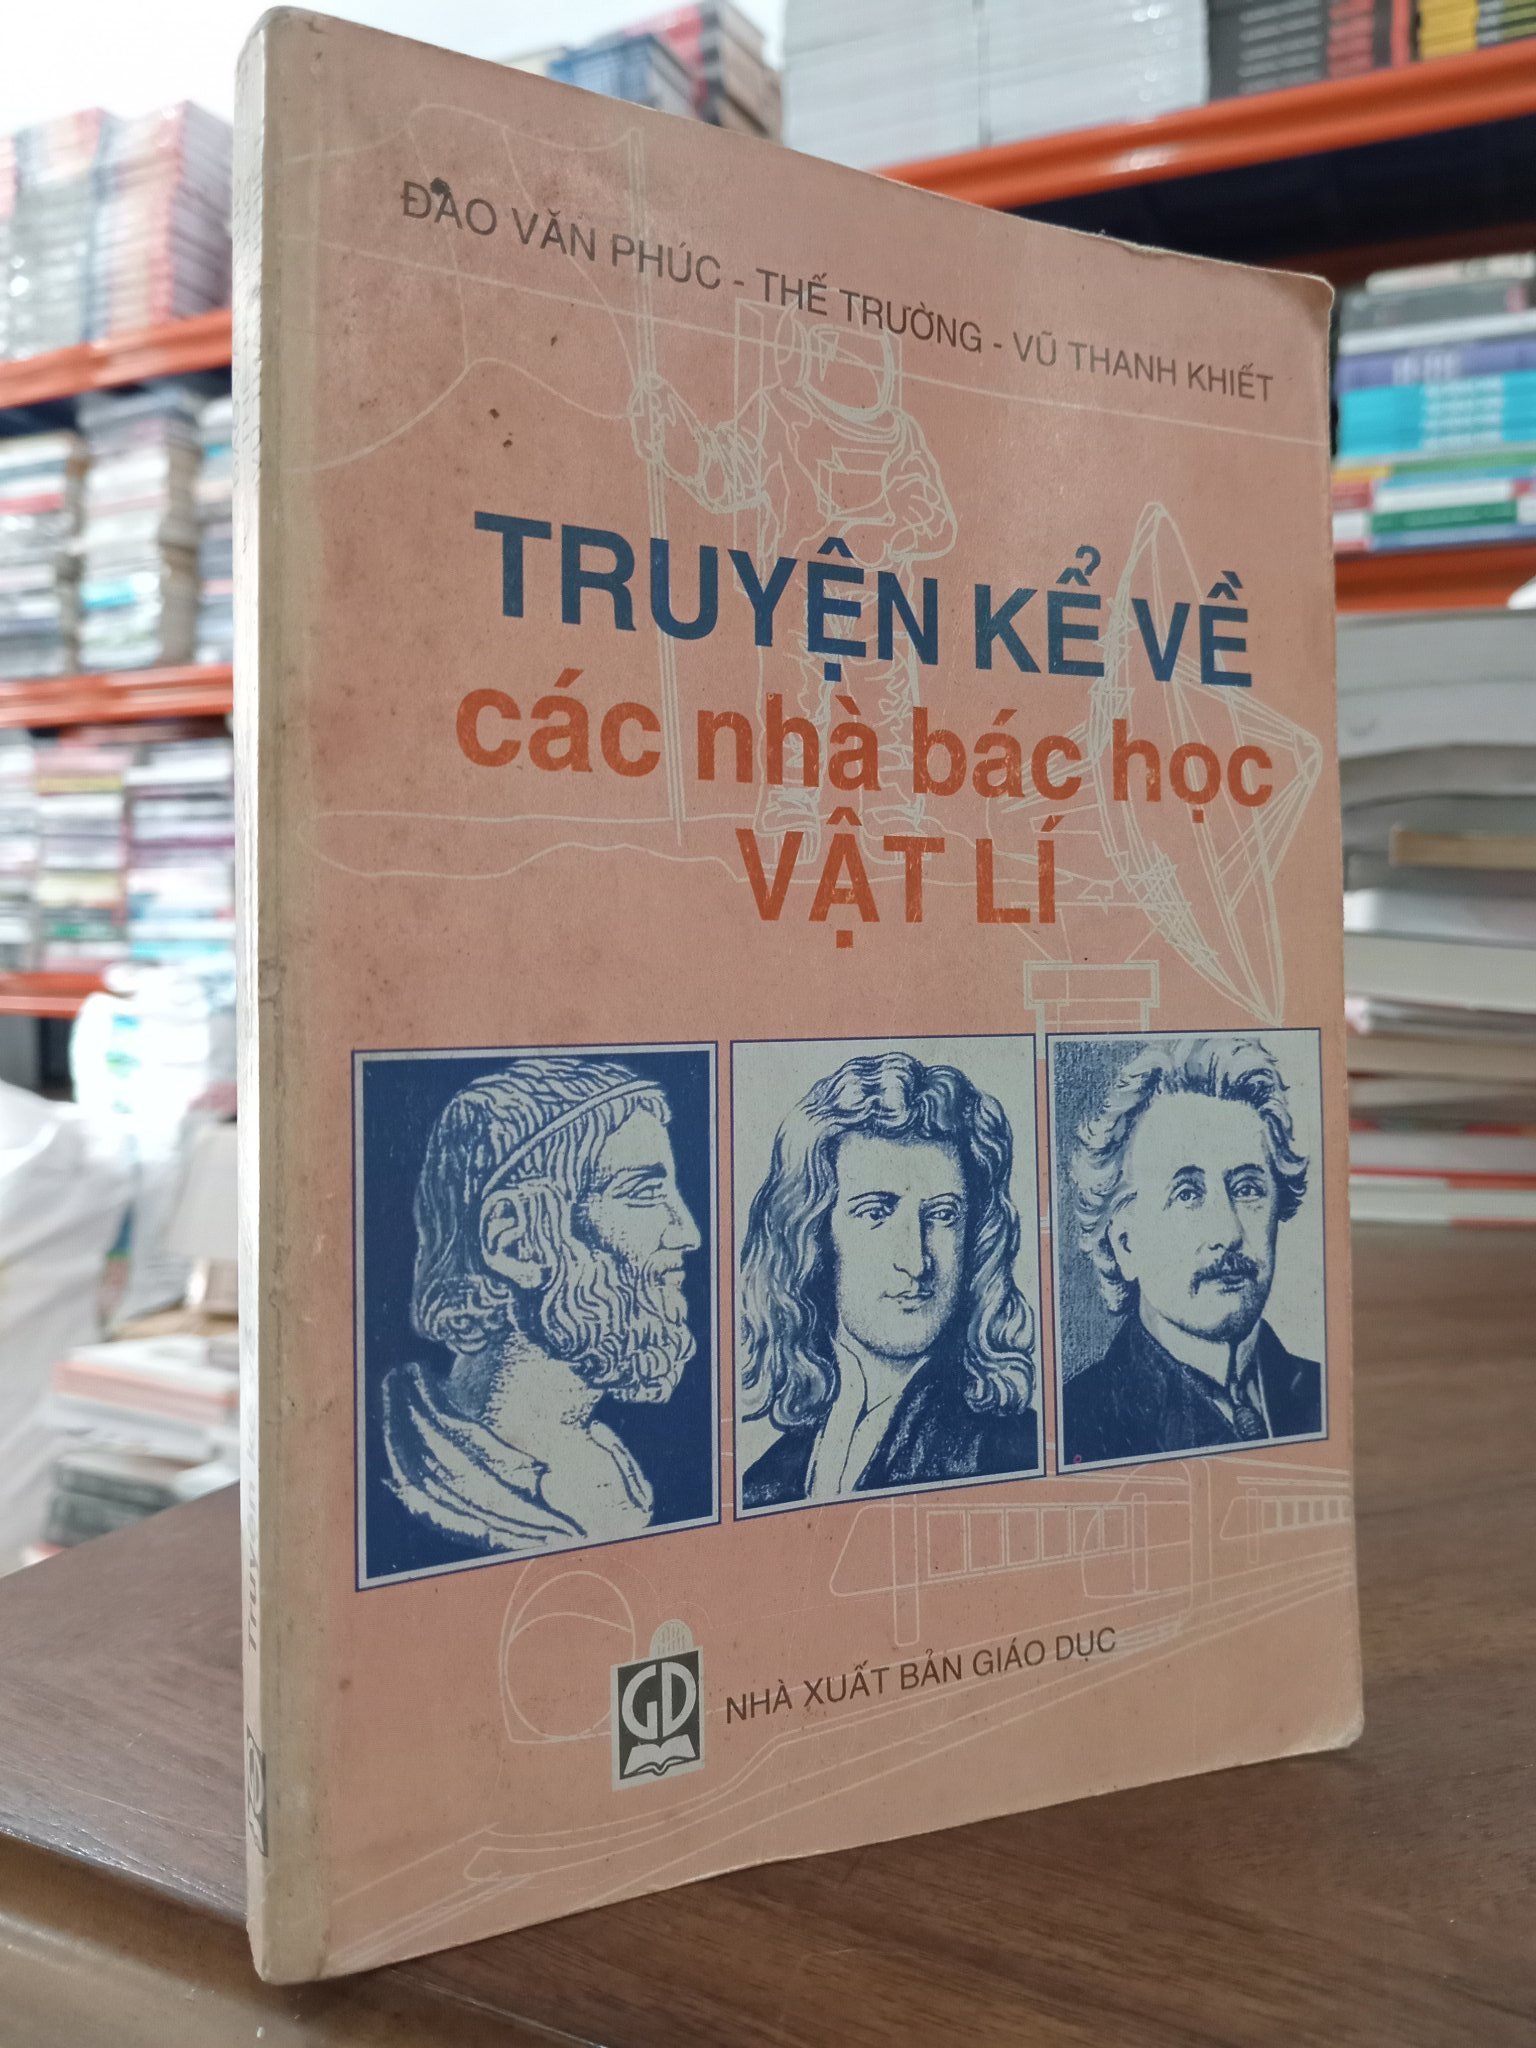 ĐÀO VĂN PHÚC - THẾ TRƯỜNG - VŨ THANH KHIẾT
TRUYỆN KỂ VỀ
các nhà bác học
VẬT LÍ
GD
NHÀ XUẤT BẢN GIÁO DỤC